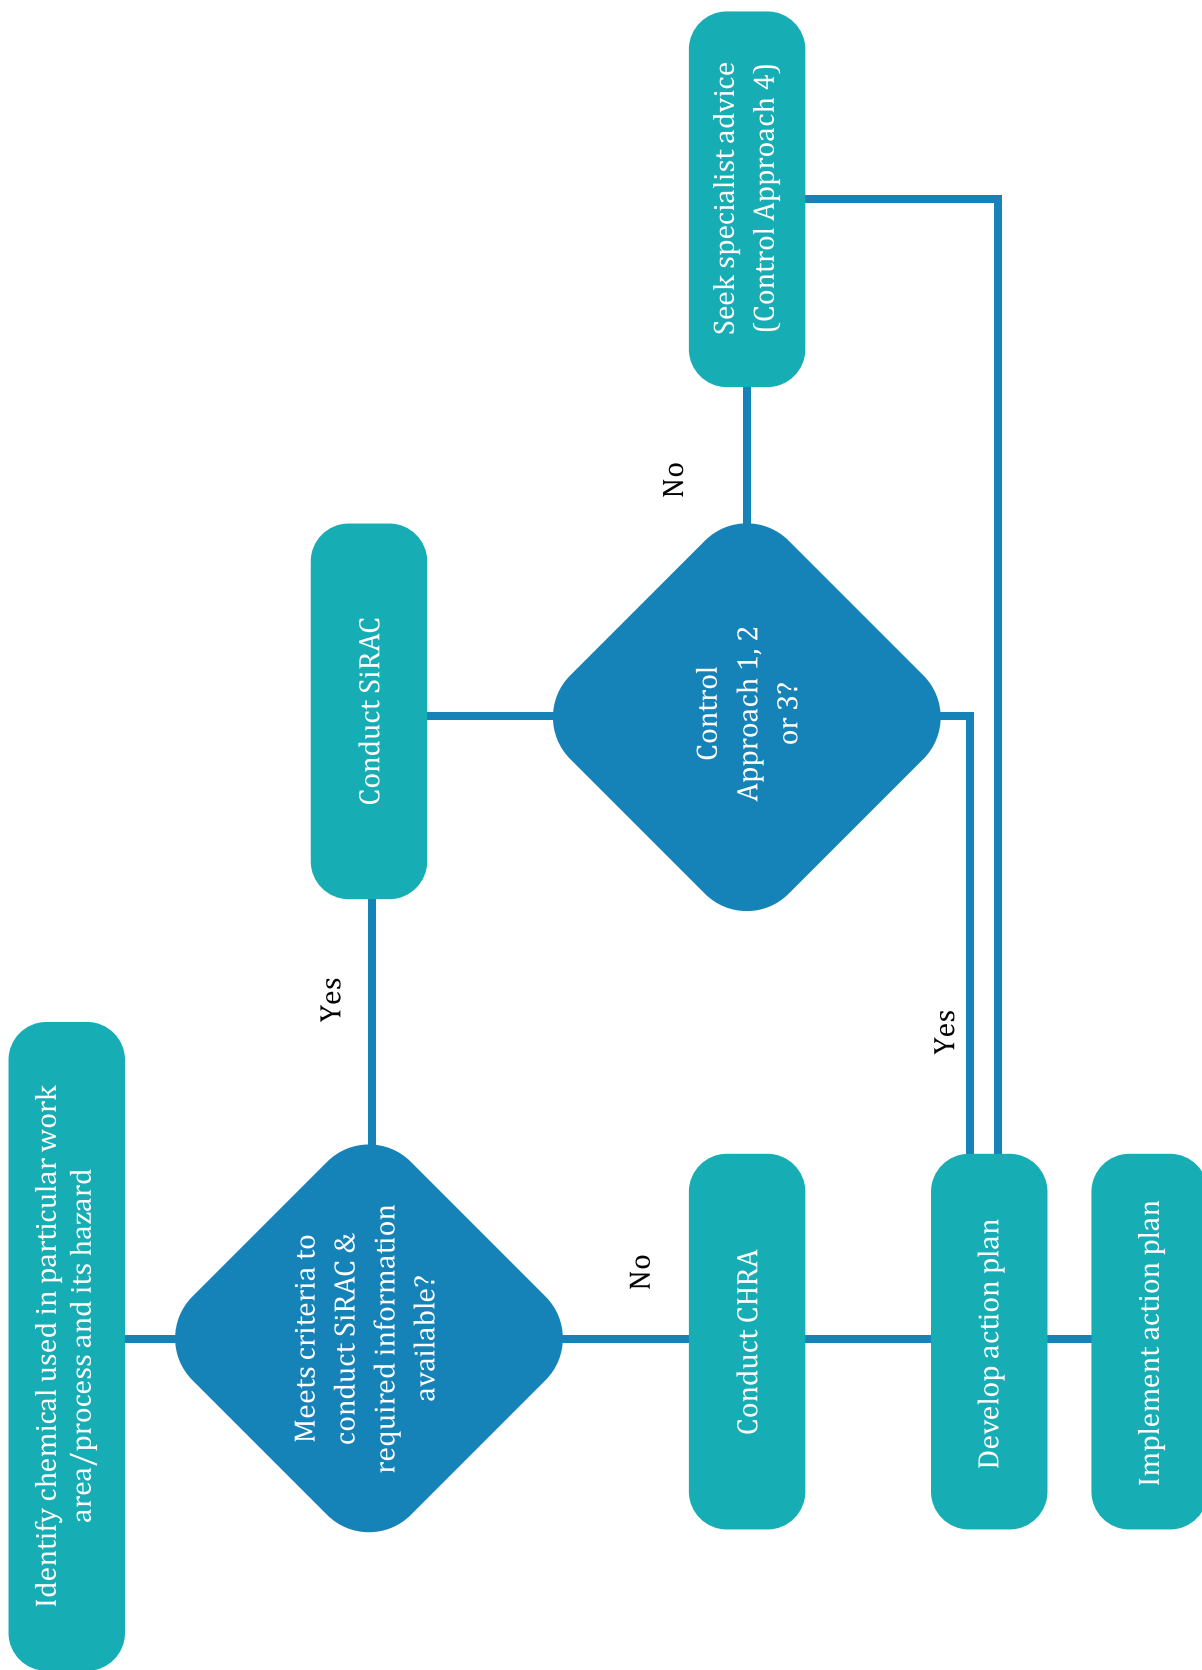 Identify chemical used in particular work
area/process and its hazard
Meets criteria to
conduct SiRAC &
required information
available?
Yes
Conduct SiRAC
No
Conduct CHRA
Control
Approach 1, 2
or 3?
No
Seek specialist advice
(Control Approach 4)
Yes
Develop action plan
Implement action plan